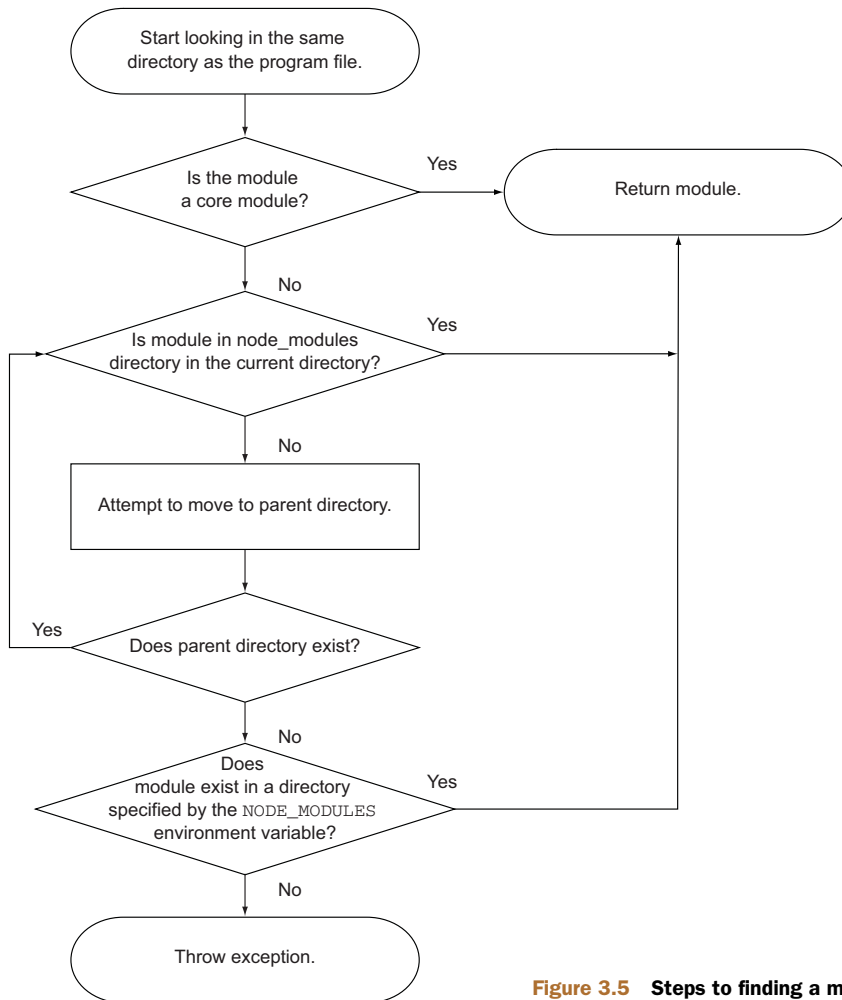 Start looking in the same
directory as the program file.
Yes
Is the module
a core module?
Return module.
No
Yes
Is module in node_modules
directory in the current directory?
No
Attempt to move to parent directory.
Yes
Does parent directory exist?
No
Does
module exist in a directory
specified by the NODE_MODULES
environment variable?
Yes
No
Throw exception.
Figure 3.5 Steps to finding a m